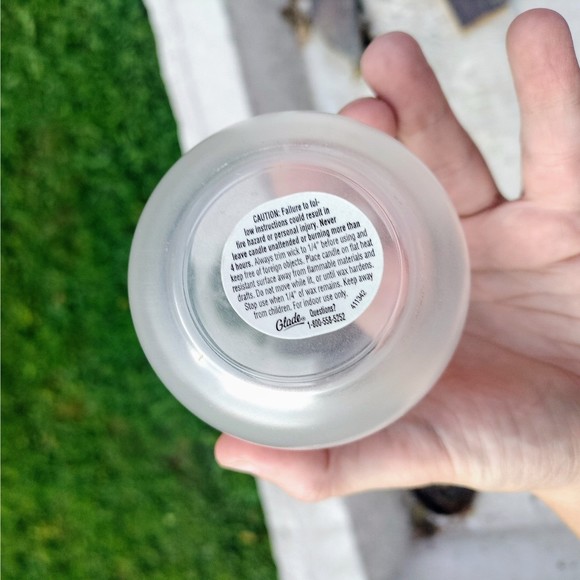 CAUTION: Failure to fol-
low instructions could result in
fire hazard or personal injury. Never
leave candle unattended or burning more than
4 hours. Always trim wick to 1/4" before using and
keep free of foreign objects. Place candle on flat heat
resistant surface away from flammable materials and
drafts. Do not move while lit, or until wax hardens.
Stop use when 1/4" of wax remains. Keep away
from children. For indoor use only.
Glade® Questions?
1-800-558-5252
411342